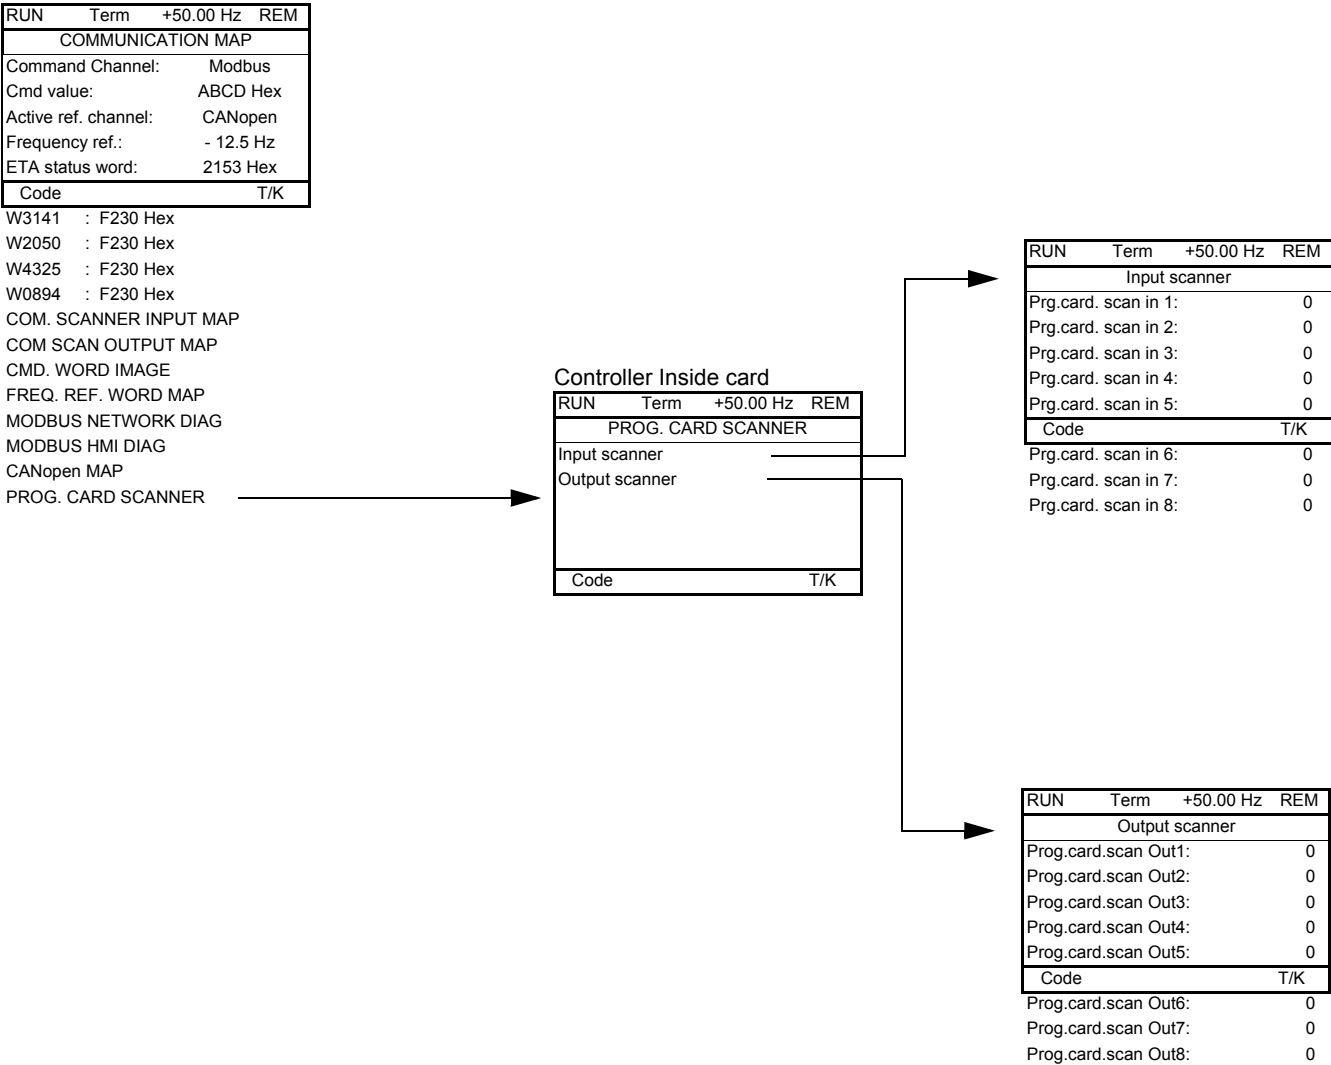 RUN Term +50.00 Hz REM
COMMUNICATION MAP
Command Channel: Modbus
Cmd value: ABCD Hex
Active ref. channel: CANopen
Frequency ref.: - 12.5 Hz
ETA status word: 2153 Hex
Code T/K
W3141 : F230 Hex
W2050 : F230 Hex
W4325 : F230 Hex
W0894 : F230 Hex
COM. SCANNER INPUT MAP
COM SCAN OUTPUT MAP
CMD. WORD IMAGE
FREQ. REF. WORD MAP
MODBUS NETWORK DIAG
MODBUS HMI DIAG
CANopen MAP
PROG. CARD SCANNER
Controller Inside card
RUN Term +50.00 Hz REM
PROG. CARD SCANNER
Input scanner
Output scanner
Code T/K
RUN Term +50.00 Hz REM
Input scanner
Prg.card. scan in 1: 0
Prg.card. scan in 2: 0
Prg.card. scan in 3: 0
Prg.card. scan in 4: 0
Prg.card. scan in 5: 0
Code T/K
Prg.card. scan in 6: 0
Prg.card. scan in 7: 0
Prg.card. scan in 8: 0
RUN Term +50.00 Hz REM
Output scanner
Prog.card.scan Out1: 0
Prog.card.scan Out2: 0
Prog.card.scan Out3: 0
Prog.card.scan Out4: 0
Prog.card.scan Out5: 0
Code T/K
Prog.card.scan Out6: 0
Prog.card.scan Out7: 0
Prog.card.scan Out8: 0